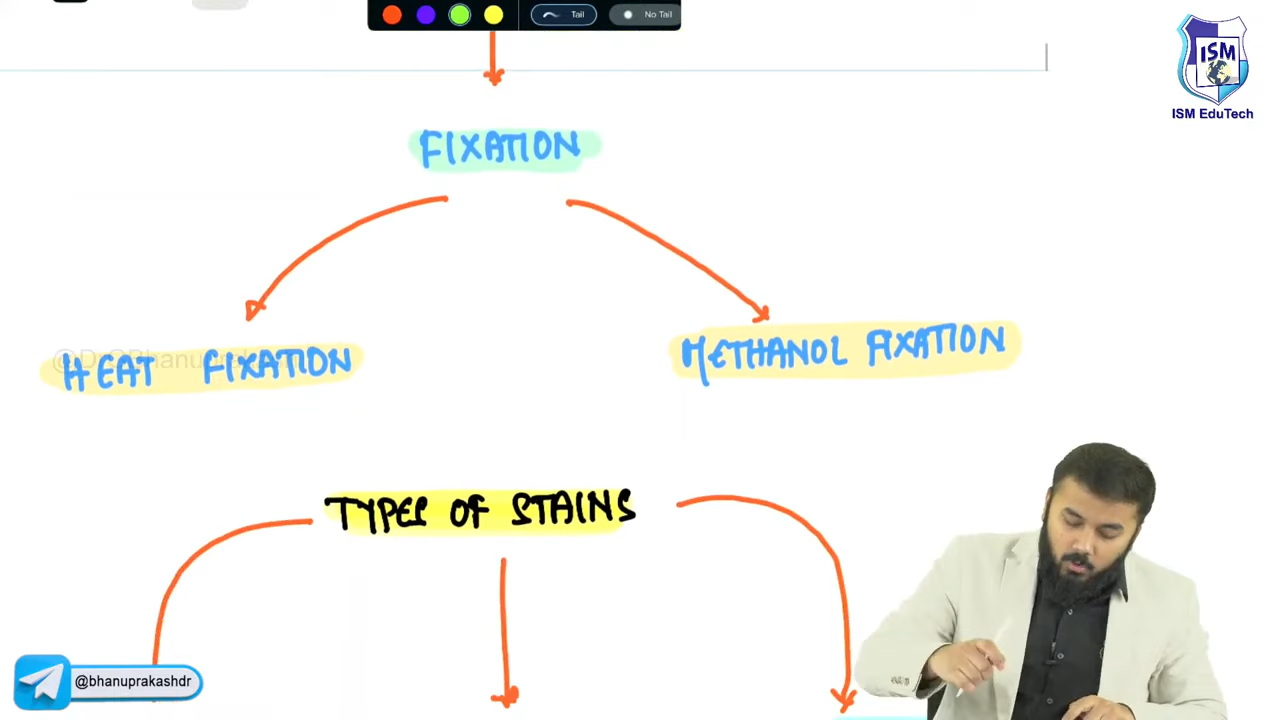 Tail
No Tail
ISM
ISM EduTech
FIXATION
HEAT FIXATION
METHANOL FIXATION
TYPES OF STAINS
@bhanuprakashdr